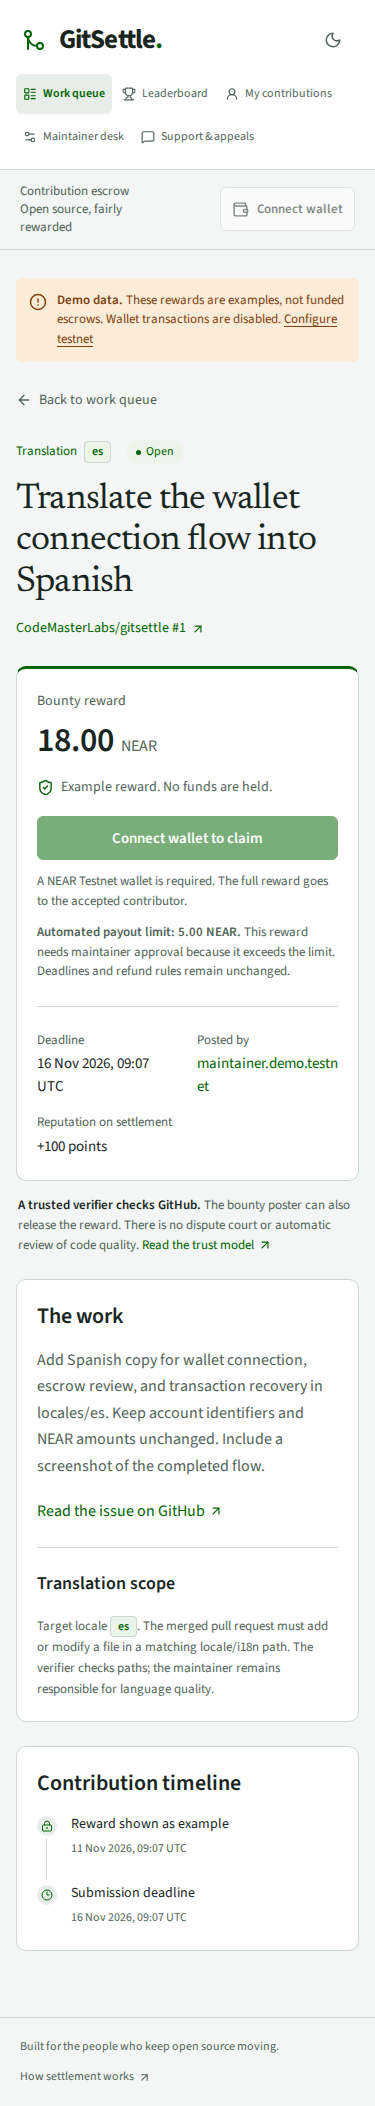 GitSettle.
Work queue
Leaderboard
My contributions
Maintainer desk
Support & appeals
Contribution escrow
Open source, fairly
rewarded
Connect wallet
Demo data. These rewards are examples, not funded
escrows. Wallet transactions are disabled. Configure
testnet
Back to work queue
Translation es Open
Translate the wallet
connection flow into
Spanish
CodeMasterLabs/gitsettle #1
Bounty reward
18.00 NEAR
Example reward. No funds are held.
Connect wallet to claim
A NEAR Testnet wallet is required. The full reward goes
to the accepted contributor.
Automated payout limit: 5.00 NEAR. This reward
needs maintainer approval because it exceeds the limit.
Deadlines and refund rules remain unchanged.
Deadline
16 Nov 2026, 09:07
UTC
Posted by
maintainer.demo.testn
et
Reputation on settlement
+100 points
A trusted verifier checks GitHub. The bounty poster can also
release the reward. There is no dispute court or automatic
review of code quality. Read the trust model
The work
Add Spanish copy for wallet connection,
escrow review, and transaction recovery in
locales/es. Keep account identifiers and
NEAR amounts unchanged. Include a
screenshot of the completed flow.
Read the issue on GitHub
Translation scope
Target locale es. The merged pull request must add
or modify a file in a matching locale/i18n path. The
verifier checks paths; the maintainer remains
responsible for language quality.
Contribution timeline
Reward shown as example
11 Nov 2026, 09:07 UTC
Submission deadline
16 Nov 2026, 09:07 UTC
Built for the people who keep open source moving.
How settlement works